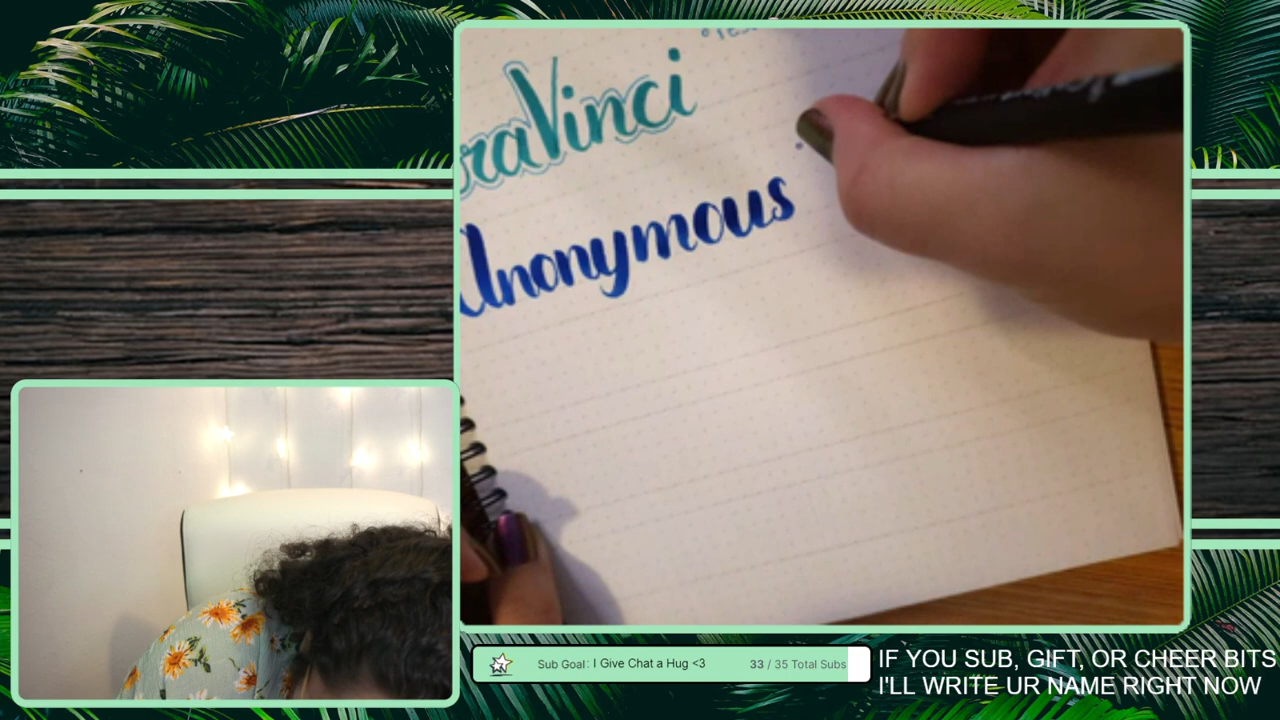 raVinci
Anonymous
Sub Goal: I Give Chat a Hug <3
33 / 35 Total Subs
IF YOU SUB, GIFT, OR CHEER BITS
I'LL WRITE UR NAME RIGHT NOW